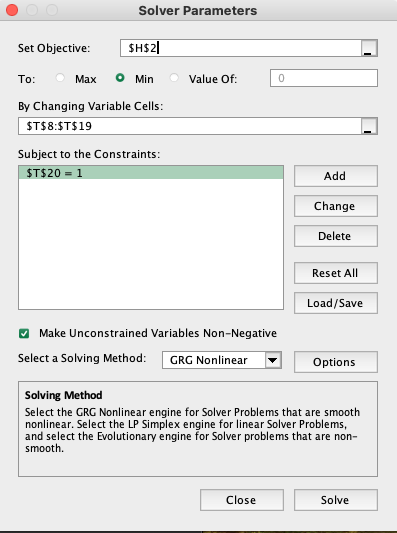 Solver Parameters
Set Objective: $H$2
To: Max Min Value Of: 0
By Changing Variable Cells:
$T$8:$T$19
Subject to the Constraints:
$T$20 = 1
Add
Change
Delete
Reset All
Load/Save
Make Unconstrained Variables Non-Negative
Select a Solving Method: GRG Nonlinear Options
Solving Method
Select the GRG Nonlinear engine for Solver Problems that are smooth
nonlinear. Select the LP Simplex engine for linear Solver Problems,
and select the Evolutionary engine for Solver problems that are non-
smooth.
Close Solve